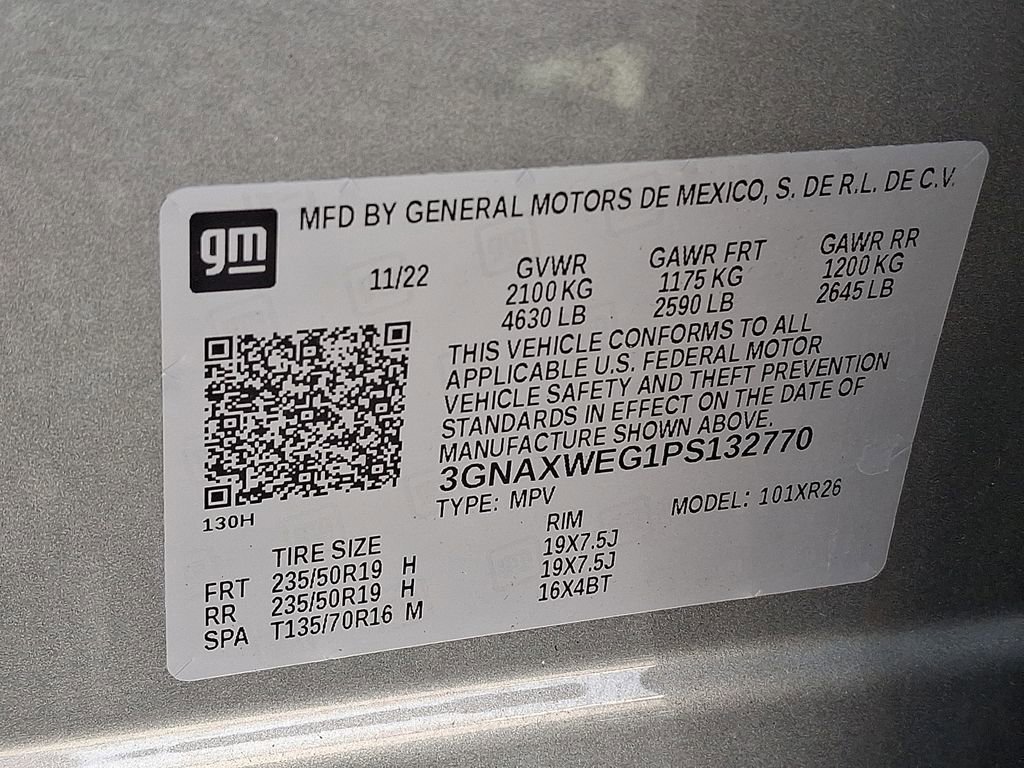 gm
MFD BY GENERAL MOTORS DE MEXICO, S. DE R.L. DE C.V.
11/22 GVWR GAWR FRT GAWR RR
2100 KG 1175 KG 1200 KG
4630 LB 2590 LB 2645 LB
THIS VEHICLE CONFORMS TO ALL
APPLICABLE U.S. FEDERAL MOTOR
VEHICLE SAFETY AND THEFT PREVENTION
STANDARDS IN EFFECT ON THE DATE OF
MANUFACTURE SHOWN ABOVE.
3GNAXWEG1PS132770
TYPE: MPV MODEL: 101XR26
130H
TIRE SIZE RIM
FRT 235/50R19 H 19X7.5J
RR 235/50R19 H 19X7.5J
SPA T135/70R16 M 16X4BT